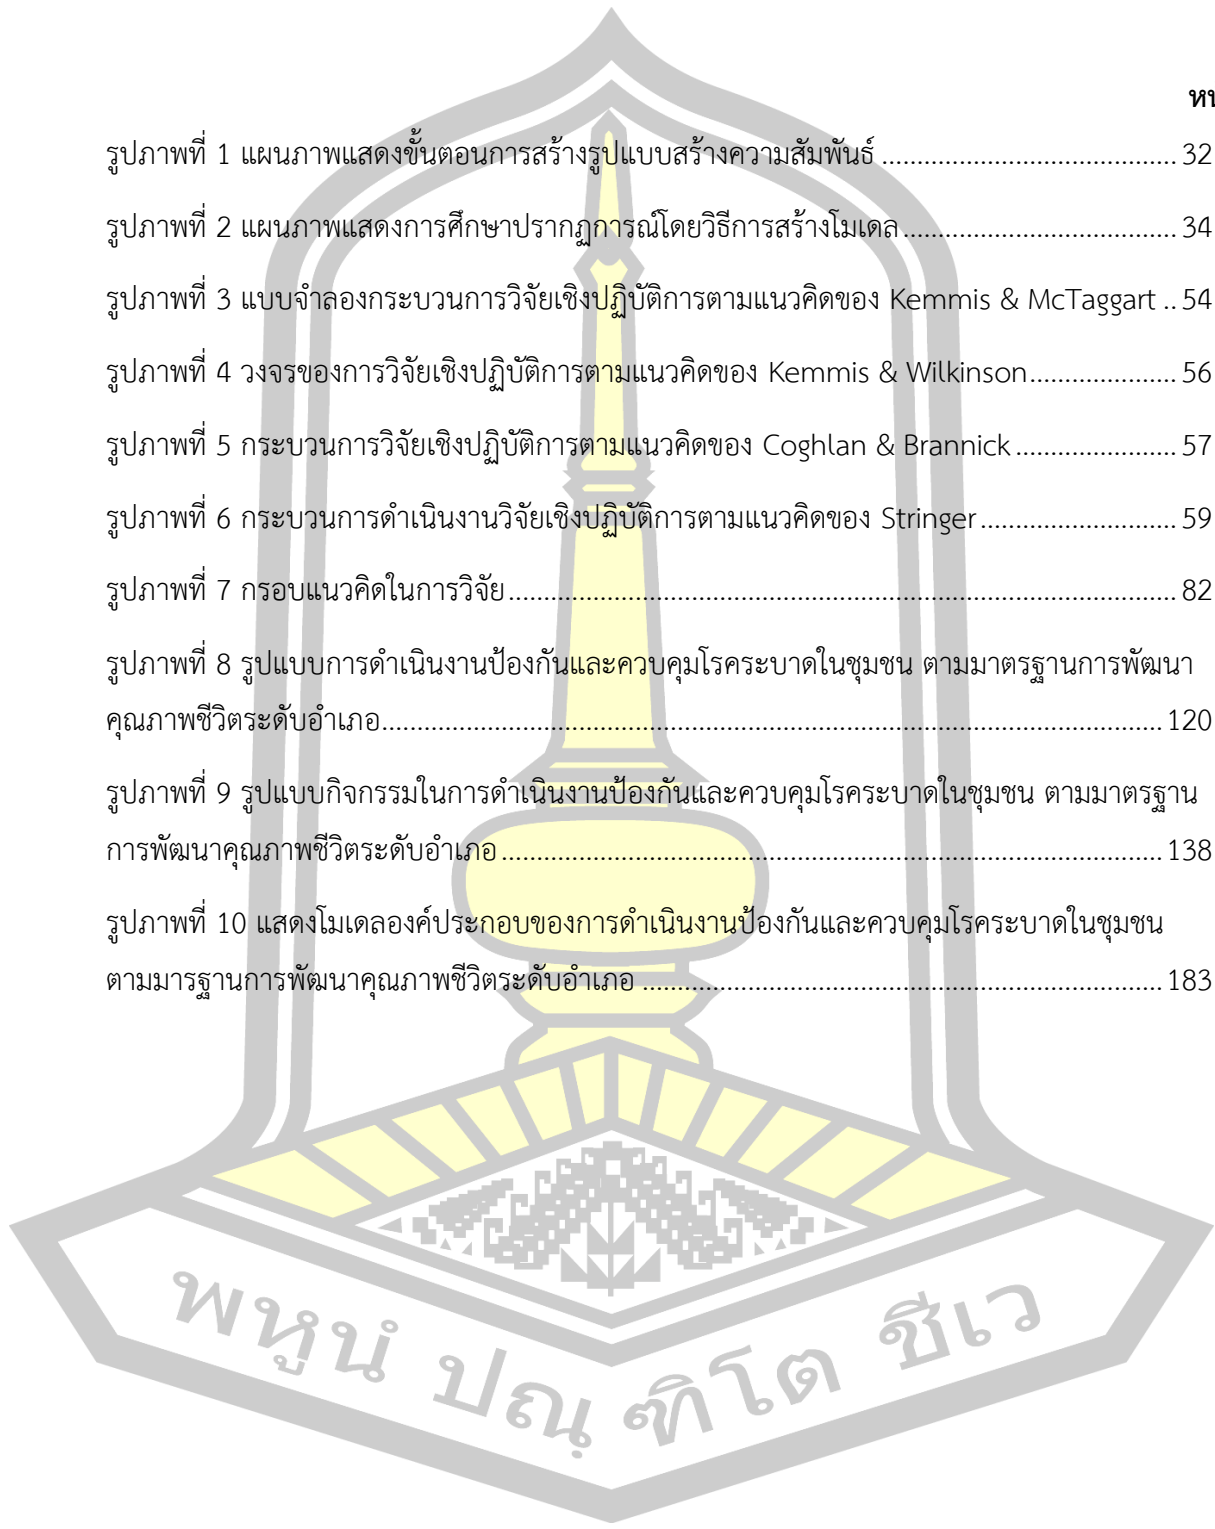 รูปภาพที่ 1 แผนภาพแสดงขั้นตอนการสร้างรูปแบบสร้างความสัมพันธ์ ................................... 32
รูปภาพที่ 2 แผนภาพแสดงการศึกษาปรากฏการณ์โดยวิธีการสร้างโมเดล ................................. 34
รูปภาพที่ 3 แบบจำลองกระบวนการวิจัยเชิงปฏิบัติการตามแนวคิดของ Kemmis & McTaggart .. 54
รูปภาพที่ 4 วงจรของการวิจัยเชิงปฏิบัติการตามแนวคิดของ Kemmis & Wilkinson .................. 56
รูปภาพที่ 5 กระบวนการวิจัยเชิงปฏิบัติการตามแนวคิดของ Coghlan & Brannick .................... 57
รูปภาพที่ 6 กระบวนการดำเนินงานวิจัยเชิงปฏิบัติการตามแนวคิดของ Stringer ........................ 59
รูปภาพที่ 7 กรอบแนวคิดในการวิจัย ................................................................................ 82
รูปภาพที่ 8 รูปแบบการดำเนินงานป้องกันและควบคุมโรคระบาดในชุมชน ตามมาตรฐานการพัฒนา
คุณภาพชีวิตระดับอำเภอ ............................................................................................. 120
รูปภาพที่ 9 รูปแบบกิจกรรมในการดำเนินงานป้องกันและควบคุมโรคระบาดในชุมชน ตามมาตรฐาน
การพัฒนาคุณภาพชีวิตระดับอำเภอ ............................................................................... 138
รูปภาพที่ 10 แสดงโมเดลองค์ประกอบของการดำเนินงานป้องกันและควบคุมโรคระบาดในชุมชน
ตามมารฐานการพัฒนาคุณภาพชีวิตระดับอำเภอ .............................................................. 183
พหูนํ ปณฺ ฑิโต ชีเว